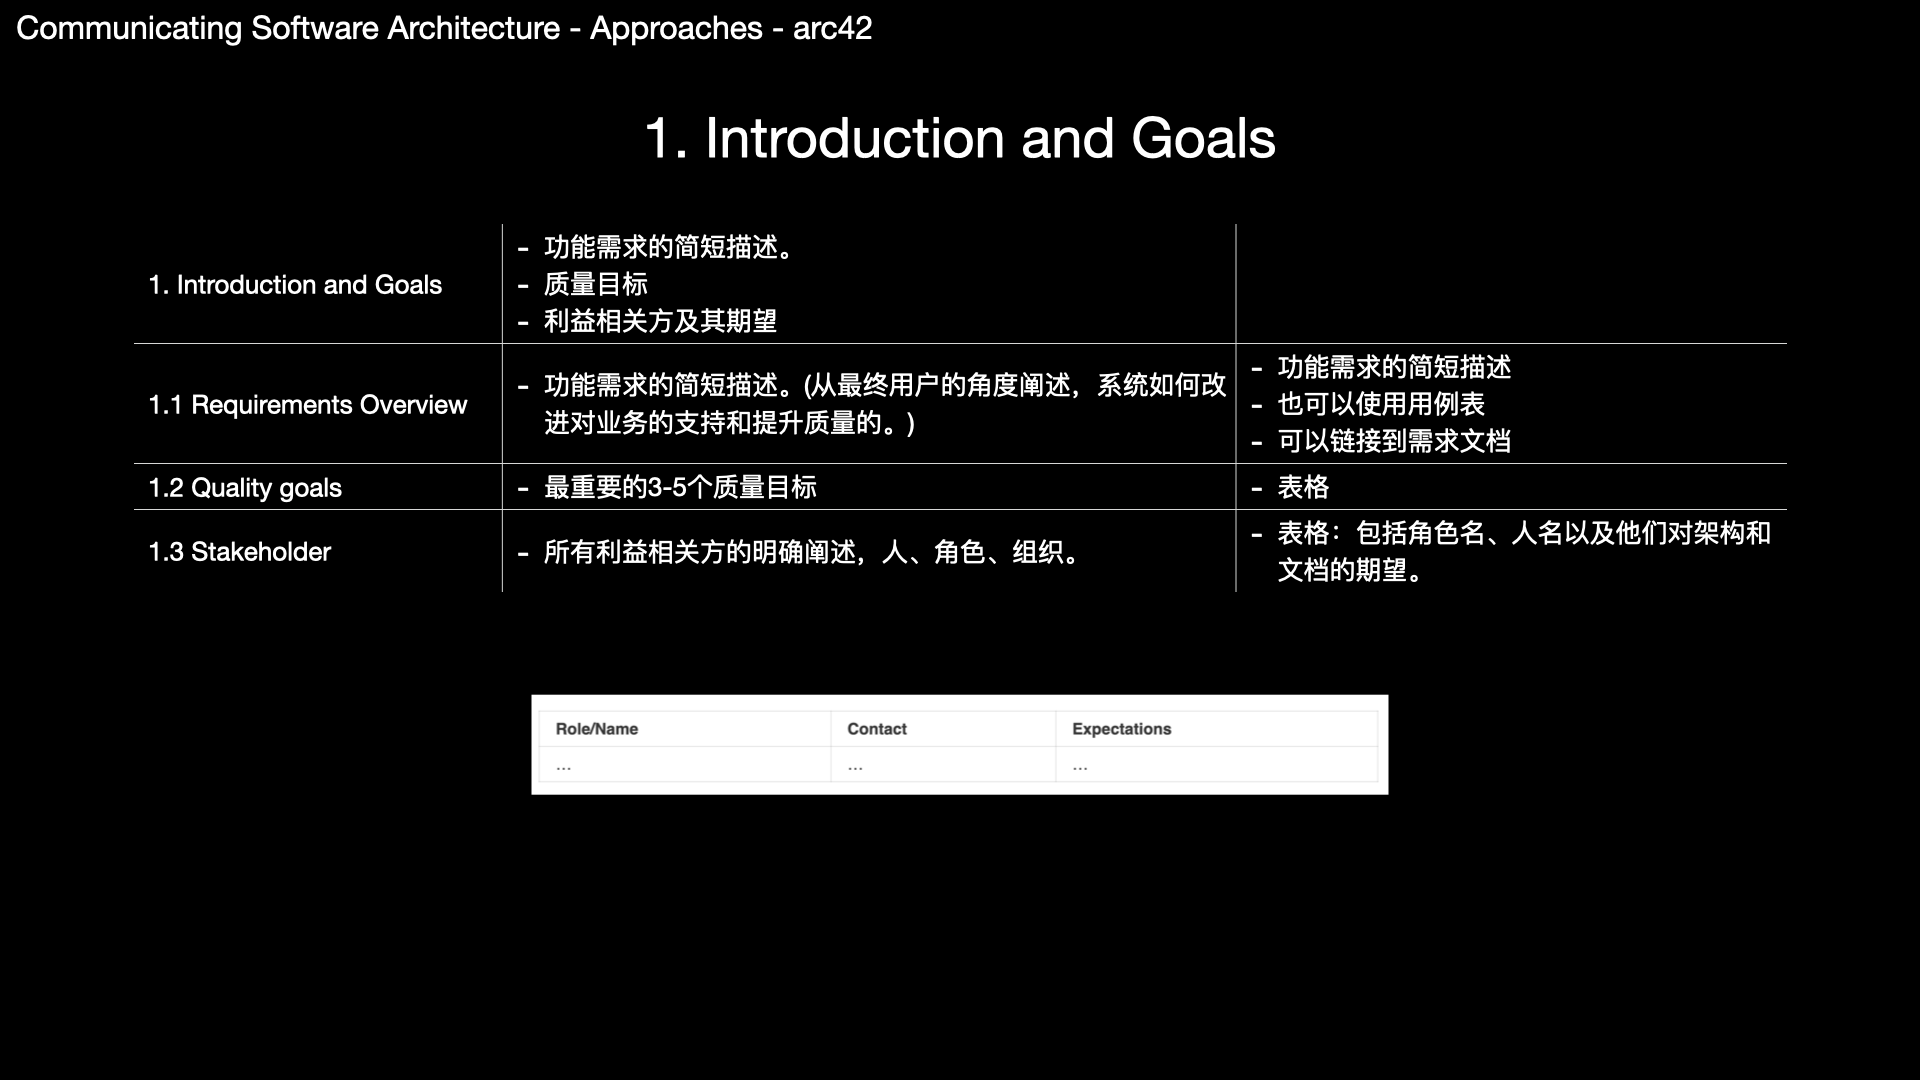 Communicating Software Architecture - Approaches - arc42
1. Introduction and Goals
1. Introduction and Goals
- 功能需求的简短描述。
- 质量目标
- 利益相关方及其期望
1.1 Requirements Overview
- 功能需求的简短描述。(从最终用户的角度阐述，系统如何改
进对业务的支持和提升质量的。)
- 功能需求的简短描述
- 也可以使用用例表
- 可以链接到需求文档
1.2 Quality goals
- 最重要的3-5个质量目标
- 表格
1.3 Stakeholder
- 所有利益相关方的明确阐述，人、角色、组织。
- 表格：包括角色名、人名以及他们对架构和
文档的期望。
Role/Name Contact Expectations
... ... ...